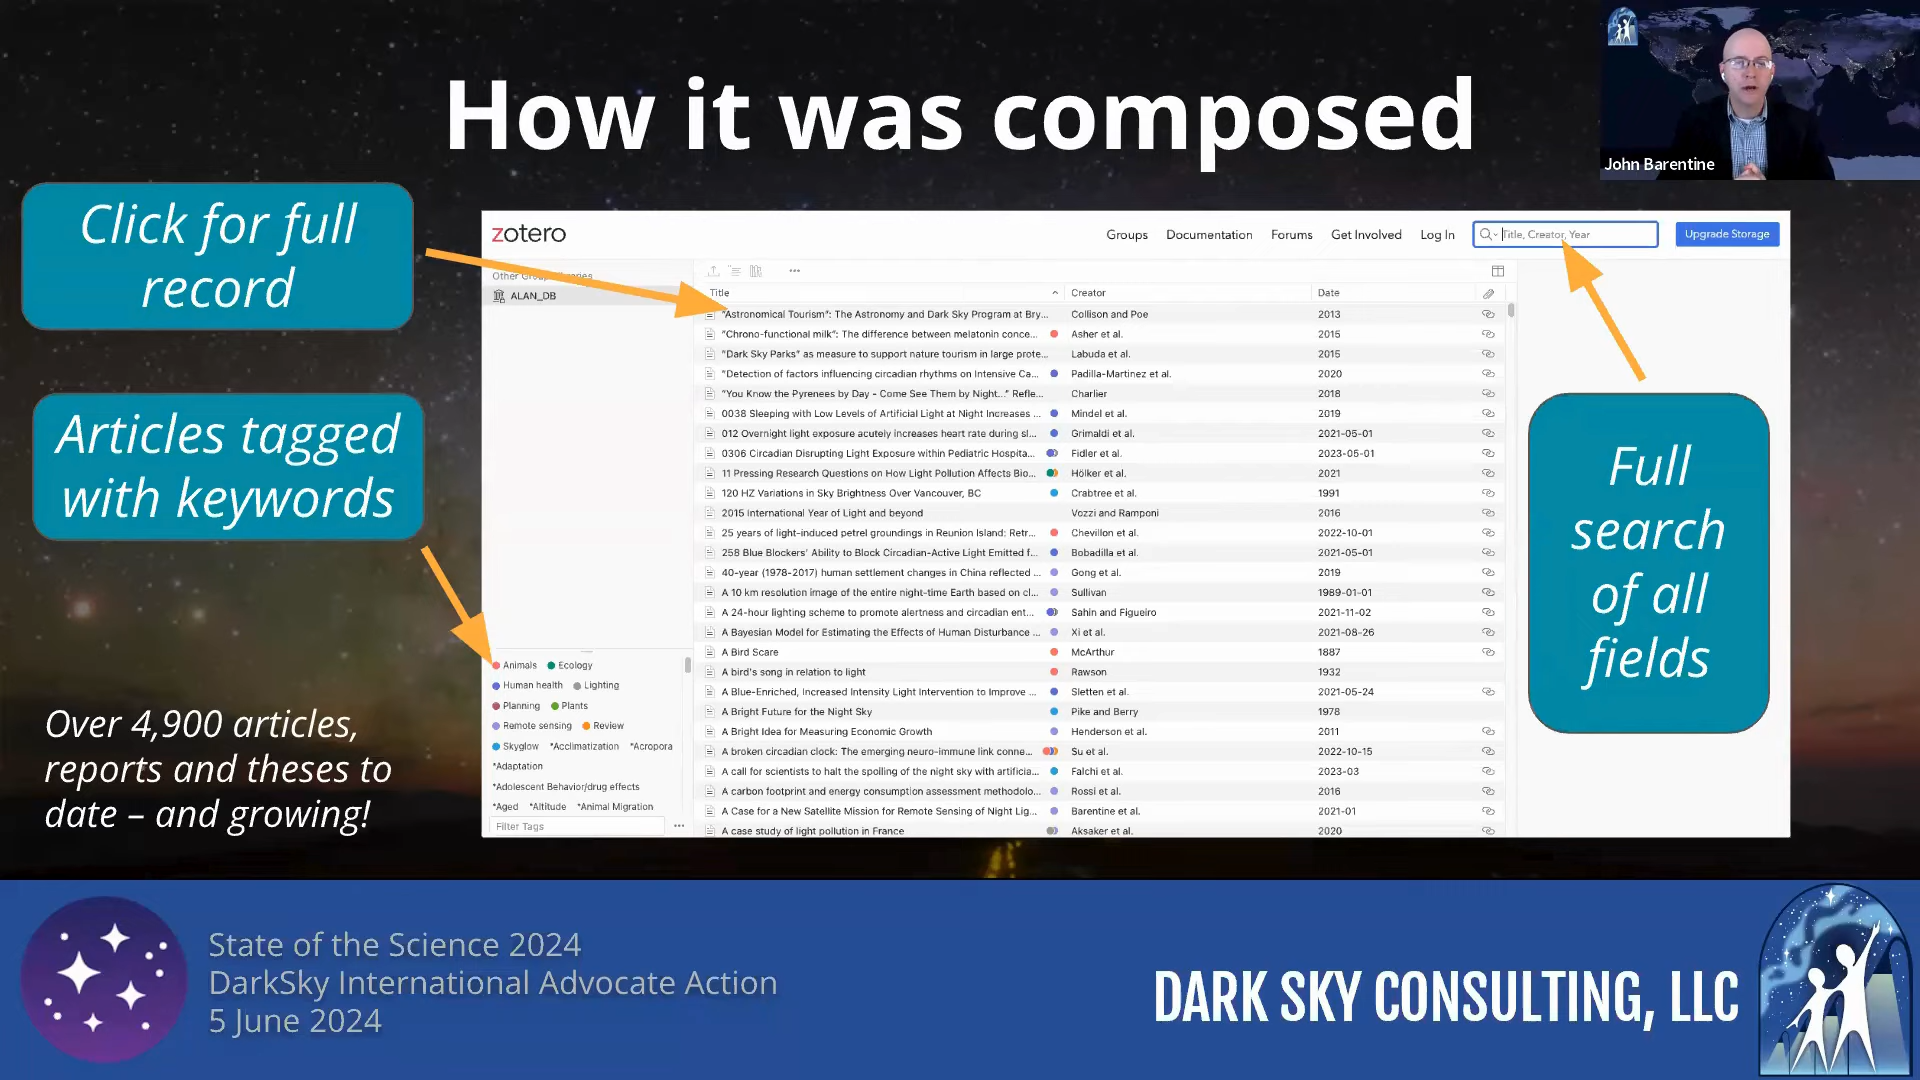 How it was composed
John Barentine
Click for full
record
Articles tagged
with keywords
Over 4,900 articles,
reports and theses to
date – and growing!
Full
search
of all
fields
zotero
Groups Documentation Forums Get Involved Log In Title, Creator, Year Upgrade Storage
ALAN_DB
Title Creator Date
"Astronomical Tourism": The Astronomy and Dark Sky Program at Bry... Collison and Poe 2013
"Chrono-functional milk": The difference between melatonin conce... Asher et al. 2015
"Dark Sky Parks" as measure to support nature tourism in large prote... Labuda et al. 2015
"Detection of factors influencing circadian rhythms on Intensive Ca... Padilla-Martinez et al. 2020
"You Know the Pyrenees by Day - Come See Them by Night..." Refle... Charlier 2018
0038 Sleeping with Low Levels of Artificial Light at Night Increases ... Mindel et al. 2019
012 Overnight light exposure acutely increases heart rate during sl... Grimaldi et al. 2021-05-01
0306 Circadian Disrupting Light Exposure within Pediatric Hospita... Fidler et al. 2023-05-01
11 Pressing Research Questions on How Light Pollution Affects Bio... Hölker et al. 2021
120 HZ Variations in Sky Brightness Over Vancouver, BC Crabtree et al. 1991
2015 International Year of Light and beyond Vozzi and Ramponi 2016
25 years of light-induced petrel groundings in Reunion Island: Retr... Chevillon et al. 2022-10-01
258 Blue Blockers' Ability to Block Circadian-Active Light Emitted f... Bobadilla et al. 2021-05-01
40-year (1978-2017) human settlement changes in China reflected ... Gong et al. 2019
A 10 km resolution image of the entire night-time Earth based on cl... Sullivan 1989-01-01
A 24-hour lighting scheme to promote alertness and circadian ent... Sahin and Figueiro 2021-11-02
A Bayesian Model for Estimating the Effects of Human Disturbance ... Xi et al. 2021-08-26
A Bird Scare McArthur 1887
A bird's song in relation to light Rawson 1932
A Blue-Enriched, Increased Intensity Light Intervention to Improve ... Sletten et al. 2021-05-24
A Bright Future for the Night Sky Pike and Berry 1978
A Bright Idea for Measuring Economic Growth Henderson et al. 2011
A broken circadian clock: The emerging neuro-immune link conne... Su et al. 2022-10-15
A call for scientists to halt the spoiling of the night sky with artificia... Falchi et al. 2023-03
A carbon footprint and energy consumption assessment methodolo... Rossi et al. 2016
A Case for a New Satellite Mission for Remote Sensing of Night Lig... Barentine et al. 2021-01
A case study of light pollution in France Aksaker et al. 2020
Animals Ecology
Human health Lighting
Planning Plants
Remote sensing Review
Skyglow *Acclimatization *Acropora
*Adaptation
*Adolescent Behavior/drug effects
*Aged *Altitude *Animal Migration
Filter Tags
State of the Science 2024
DarkSky International Advocate Action
5 June 2024
DARK SKY CONSULTING, LLC